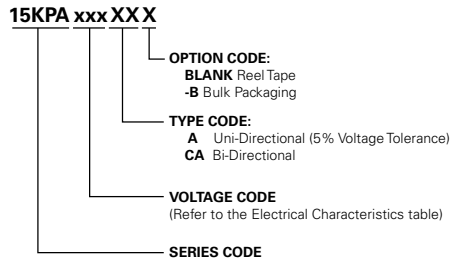 15KPA xxx XX X
OPTION CODE:
BLANK Reel Tape
-B Bulk Packaging
TYPE CODE:
A Uni-Directional (5% Voltage Tolerance)
CA Bi-Directional
VOLTAGE CODE
(Refer to the Electrical Characteristics table)
SERIES CODE